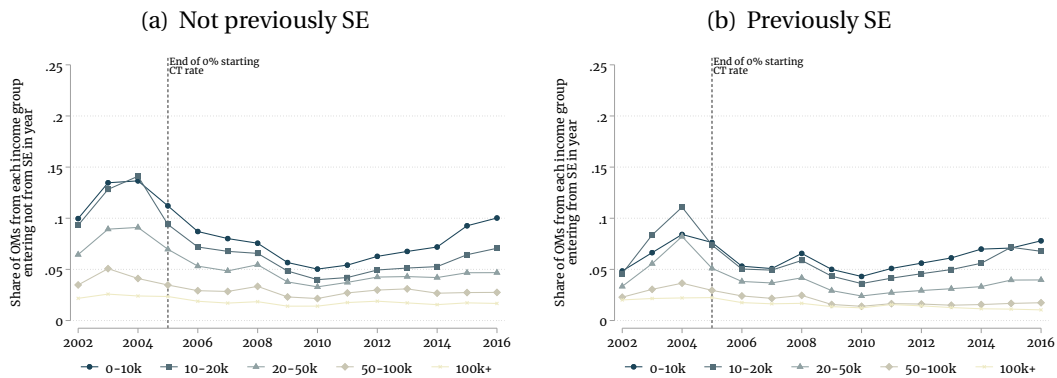 (a) Not previously SE
Share of OMs from each income group
entering not from SE in year
.25
.2
.15
.1
.05
0
End of 0% starting
CT rate
2002 2004 2006 2008 2010 2012 2014 2016
0-10k 10-20k 20-50k 50-100k 100k+
(b) Previously SE
Share of OMs from each income group
entering from SE in year
.25
.2
.15
.1
.05
0
End of 0% starting
CT rate
2002 2004 2006 2008 2010 2012 2014 2016
0-10k 10-20k 20-50k 50-100k 100k+